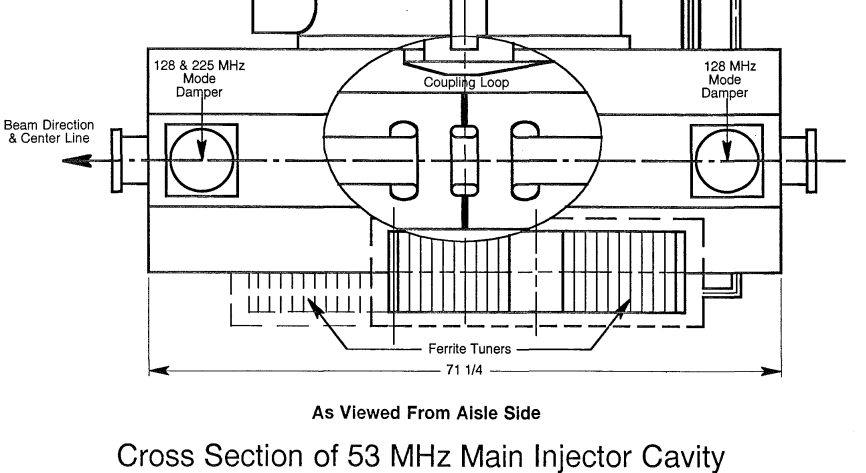 128 & 225 MHz
Mode
Damper
128 MHz
Mode
Damper
Coupling Loop
Beam Direction
& Center Line
Ferrite Tuners
71 1/4
As Viewed From Aisle Side
Cross Section of 53 MHz Main Injector Cavity